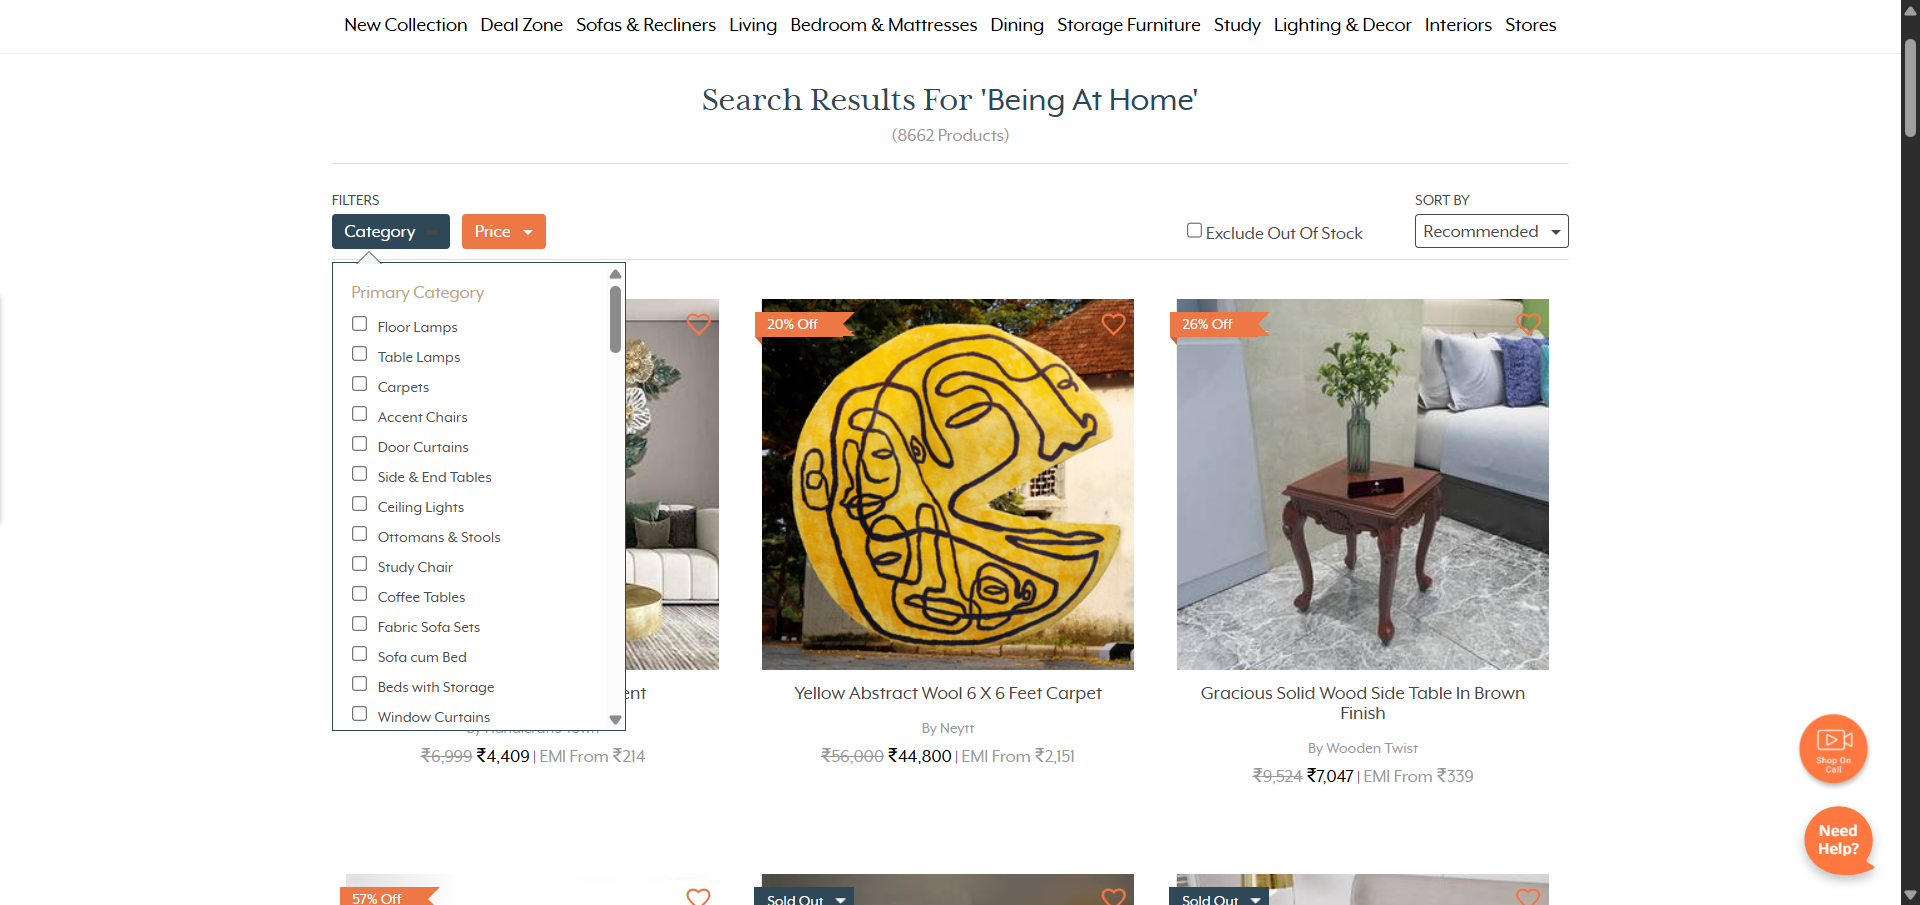 New Collection Deal Zone Sofas & Recliners Living Bedroom & Mattresses Dining Storage Furniture Study Lighting & Decor Interiors Stores
Search Results For 'Being At Home'
(8662 Products)
FILTERS
SORT BY
Category Price
Exclude Out Of Stock
Recommended
Primary Category
Floor Lamps
Table Lamps
Carpets
Accent Chairs
Door Curtains
Side & End Tables
Ceiling Lights
Ottomans & Stools
Study Chair
Coffee Tables
Fabric Sofa Sets
Sofa cum Bed
Beds with Storage
Window Curtains
₹6,999 ₹4,409 | EMI From ₹214
20% Off
Yellow Abstract Wool 6 X 6 Feet Carpet
By Neytt
₹56,000 ₹44,800 | EMI From ₹2,151
26% Off
Gracious Solid Wood Side Table In Brown
Finish
By Wooden Twist
₹9,524 ₹7,047 | EMI From ₹339
Shop On
Call
Need
Help?
57% Off
Sold Out
Sold Out